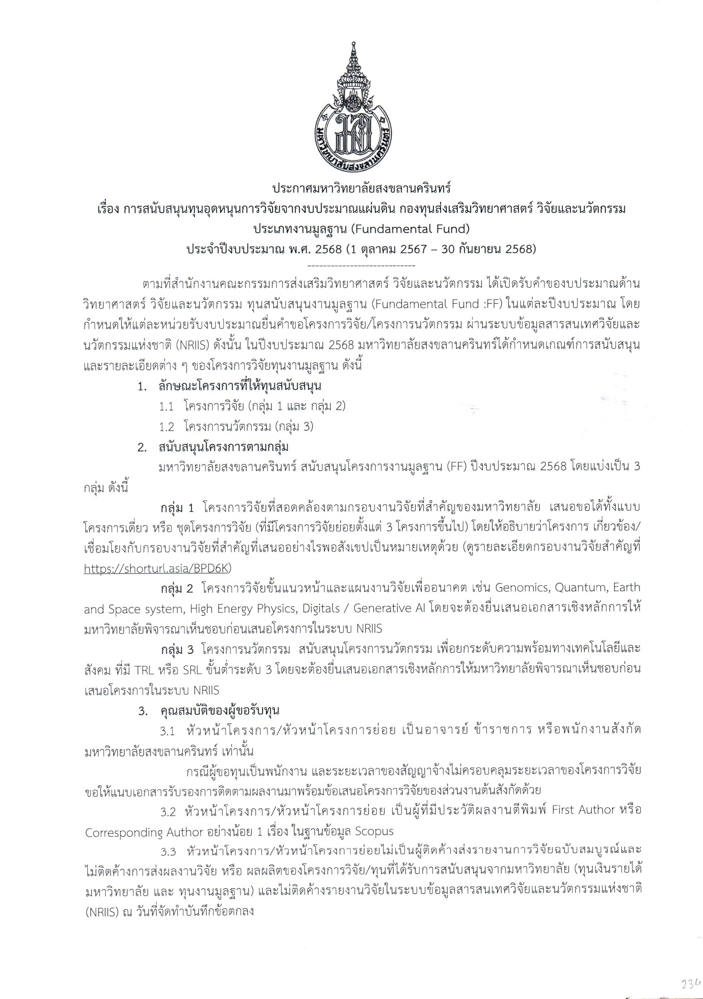 มหาวิทยาลัยสงขลานครินทร์
ประกาศมหาวิทยาลัยสงขลานครินทร์
เรื่อง การสนับสนุนทุนอุดหนุนการวิจัยจากงบประมาณแผ่นดิน กองทุนส่งเสริมวิทยาศาสตร์ วิจัยและนวัตกรรม
ประเภทงานมูลฐาน (Fundamental Fund)
ประจำปีงบประมาณ พ.ศ. 2568 (1 ตุลาคม 2567 – 30 กันยายน 2568)
----------------------------
ตามที่สำนักงานคณะกรรมการส่งเสริมวิทยาศาสตร์ วิจัยและนวัตกรรม ได้เปิดรับคำของบประมาณด้าน
วิทยาศาสตร์ วิจัยและนวัตกรรม ทุนสนับสนุนงานมูลฐาน (Fundamental Fund :FF) ในแต่ละปีงบประมาณ โดย
กำหนดให้แต่ละหน่วยรับงบประมาณยื่นคำขอโครงการวิจัย/โครงการนวัตกรรม ผ่านระบบข้อมูลสารสนเทศวิจัยและ
นวัตกรรมแห่งชาติ (NRIIS) ดังนั้น ในปีงบประมาณ 2568 มหาวิทยาลัยสงขลานครินทร์ได้กำหนดเกณฑ์การสนับสนุน
และรายละเอียดต่าง ๆ ของโครงการวิจัยทุนงานมูลฐาน ดังนี้
1. ลักษณะโครงการที่ให้ทุนสนับสนุน
1.1 โครงการวิจัย (กลุ่ม 1 และ กลุ่ม 2)
1.2 โครงการนวัตกรรม (กลุ่ม 3)
2. สนับสนุนโครงการตามกลุ่ม
มหาวิทยาลัยสงขลานครินทร์ สนับสนุนโครงการงานมูลฐาน (FF) ปีงบประมาณ 2568 โดยแบ่งเป็น 3
กลุ่ม ดังนี้
กลุ่ม 1 โครงการวิจัยที่สอดคล้องตามกรอบงานวิจัยที่สำคัญของมหาวิทยาลัย เสนอขอได้ทั้งแบบ
โครงการเดี่ยว หรือ ชุดโครงการวิจัย (ที่มีโครงการวิจัยย่อยตั้งแต่ 3 โครงการขึ้นไป) โดยให้อธิบายว่าโครงการ เกี่ยวข้อง/
เชื่อมโยงกับกรอบงานวิจัยที่สำคัญที่เสนออย่างไรพอสังเขปเป็นหมายเหตุด้วย (ดูรายละเอียดกรอบงานวิจัยสำคัญที่
https://shorturl.asia/BPD6K)
กลุ่ม 2 โครงการวิจัยขั้นแนวหน้าและแผนงานวิจัยเพื่ออนาคต เช่น Genomics, Quantum, Earth
and Space system, High Energy Physics, Digitals / Generative AI โดยจะต้องยื่นเสนอเอกสารเชิงหลักการให้
มหาวิทยาลัยพิจารณาเห็นชอบก่อนเสนอโครงการในระบบ NRIIS
กลุ่ม 3 โครงการนวัตกรรม สนับสนุนโครงการนวัตกรรม เพื่อยกระดับความพร้อมทางเทคโนโลยีและ
สังคม ที่มี TRL หรือ SRL ขั้นต่ำระดับ 3 โดยจะต้องยื่นเสนอเอกสารเชิงหลักการให้มหาวิทยาลัยพิจารณาเห็นชอบก่อน
เสนอโครงการในระบบ NRIIS
3. คุณสมบัติของผู้ขอรับทุน
3.1 หัวหน้าโครงการ/หัวหน้าโครงการย่อย เป็นอาจารย์ ข้าราชการ หรือพนักงานสังกัด
มหาวิทยาลัยสงขลานครินทร์ เท่านั้น
กรณีผู้ขอทุนเป็นพนักงาน และระยะเวลาของสัญญาจ้างไม่ครอบคลุมระยะเวลาของโครงการวิจัย
ขอให้แนบเอกสารรับรองการติดตามผลงานมาพร้อมข้อเสนอโครงการวิจัยของส่วนงานต้นสังกัดด้วย
3.2 หัวหน้าโครงการ/หัวหน้าโครงการย่อย เป็นผู้ที่มีประวัติผลงานตีพิมพ์ First Author หรือ
Corresponding Author อย่างน้อย 1 เรื่อง ในฐานข้อมูล Scopus
3.3 หัวหน้าโครงการ/หัวหน้าโครงการย่อยไม่เป็นผู้ติดค้างส่งรายงานการวิจัยฉบับสมบูรณ์และ
ไม่ติดค้างการส่งผลงานวิจัย หรือ ผลผลิตของโครงการวิจัย/ทุนที่ได้รับการสนับสนุนจากมหาวิทยาลัย (ทุนเงินรายได้
มหาวิทยาลัย และ ทุนงานมูลฐาน) และไม่ติดค้างรายงานวิจัยในระบบข้อมูลสารสนเทศวิจัยและนวัตกรรมแห่งชาติ
(NRIIS) ณ วันที่จัดทำบันทึกข้อตกลง
234